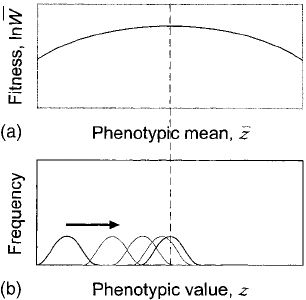 Fitness, ln W̅
(a)
Phenotypic mean, z̅
Frequency
(b)
Phenotypic value, z